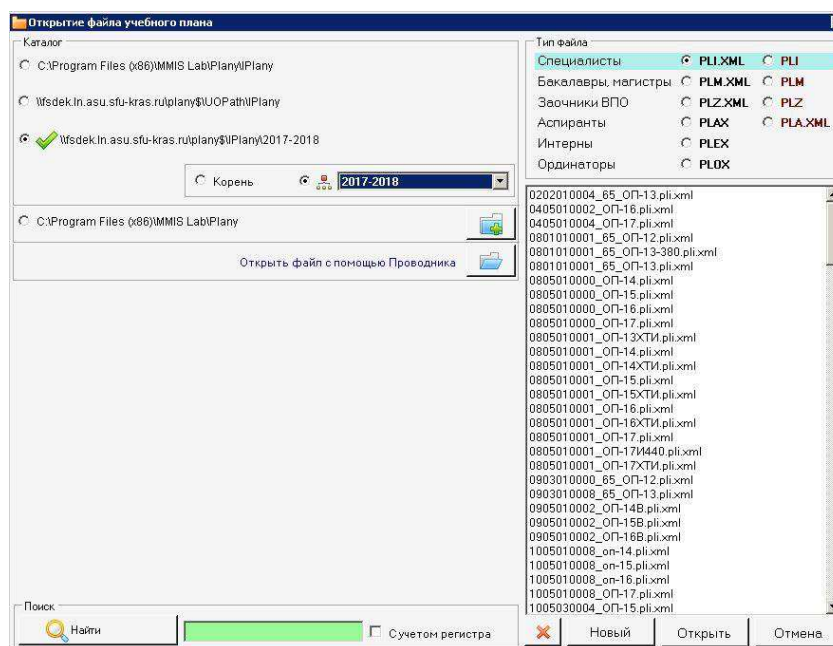 Открытие файла учебного плана
Каталог
C:\Program Files (x86)\MMIS Lab\Plany\IPlany
\\fsdek.ln.asu.sfu-kras.ru\plany$\UOPath\IPlany
\\fsdek.ln.asu.sfu-kras.ru\plany$\IPlany\2017-2018
Корень 2017-2018
C:\Program Files (x86)\MMIS Lab\Plany
Открыть файл с помощью Проводника
Тип файла
Специалисты PLI.XML PLI
Бакалавры, магистры PLM.XML PLM
Заочники ВПО PLZ.XML PLZ
Аспиранты PLAX PLA.XML
Интерны PLEX
Ординаторы PLOX
0202010004_65_ОП-13.pli.xml
0405010002_ОП-16.pli.xml
0405010004_ОП-17.pli.xml
0801010001_65_ОП-12.pli.xml
0801010001_65_ОП-13-380.pli.xml
0801010001_65_ОП-13.pli.xml
0805010000_ОП-14.pli.xml
0805010000_ОП-15.pli.xml
0805010000_ОП-16.pli.xml
0805010000_ОП-17.pli.xml
0805010001_ОП-13ХТИ.pli.xml
0805010001_ОП-14.pli.xml
0805010001_ОП-14ХТИ.pli.xml
0805010001_ОП-15.pli.xml
0805010001_ОП-15ХТИ.pli.xml
0805010001_ОП-16.pli.xml
0805010001_ОП-16ХТИ.pli.xml
0805010001_ОП-17.pli.xml
0805010001_ОП-17И440.pli.xml
0805010001_ОП-17ХТИ.pli.xml
0903010000_65_ОП-12.pli.xml
0903010008_65_ОП-13.pli.xml
0905010002_ОП-14В.pli.xml
0905010002_ОП-15В.pli.xml
0905010002_ОП-16В.pli.xml
1005010008_оп-14.pli.xml
1005010008_оп-15.pli.xml
1005010008_оп-16.pli.xml
1005010008_ОП-17.pli.xml
1005030004_ОП-15.pli.xml
Поиск
Найти С учетом регистра
Новый Открыть Отмена